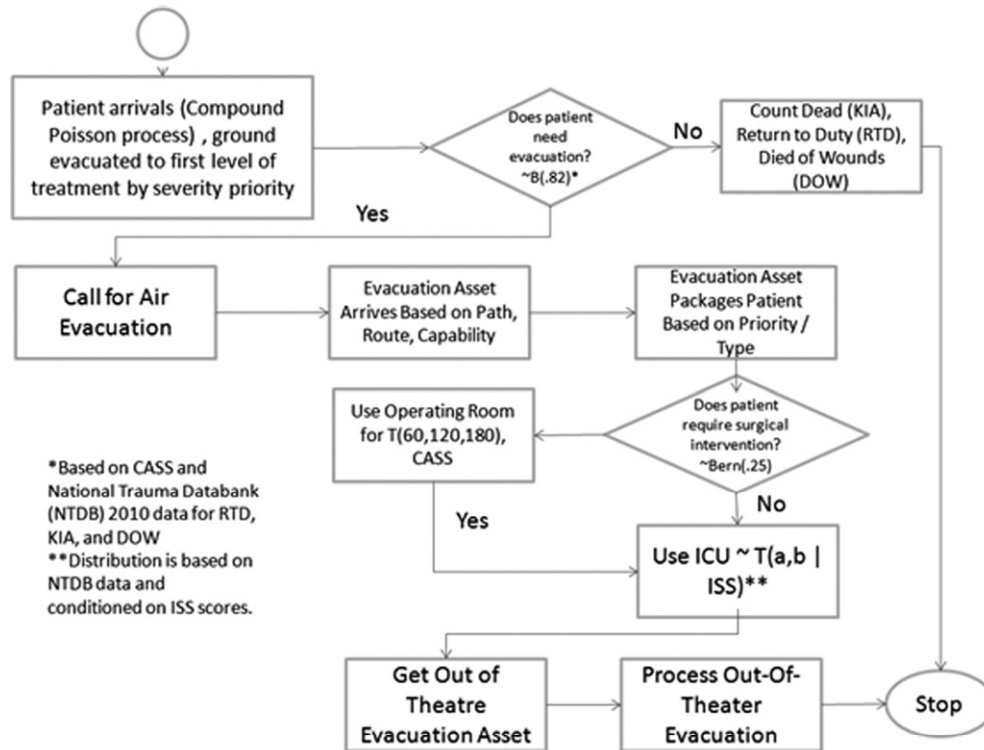 Patient arrivals (Compound
Poisson process) , ground
evacuated to first level of
treatment by severity priority
Does patient
need
evacuation?
~B(.82)*
No
Count Dead (KIA),
Return to Duty (RTD),
Died of Wounds
(DOW)
Yes
Call for Air
Evacuation
Evacuation Asset
Arrives Based on Path,
Route, Capability
Evacuation Asset
Packages Patient
Based on Priority /
Type
Does patient
require surgical
intervention?
~Bern(.25)
Use Operating Room
for T(60,120,180),
CASS
Yes
No
Use ICU ~ T(a,b |
ISS)**
*Based on CASS and
National Trauma Databank
(NTDB) 2010 data for RTD,
KIA, and DOW
**Distribution is based on
NTDB data and
conditioned on ISS scores.
Get Out of
Theatre
Evacuation Asset
Process Out-Of-
Theater
Evacuation
Stop